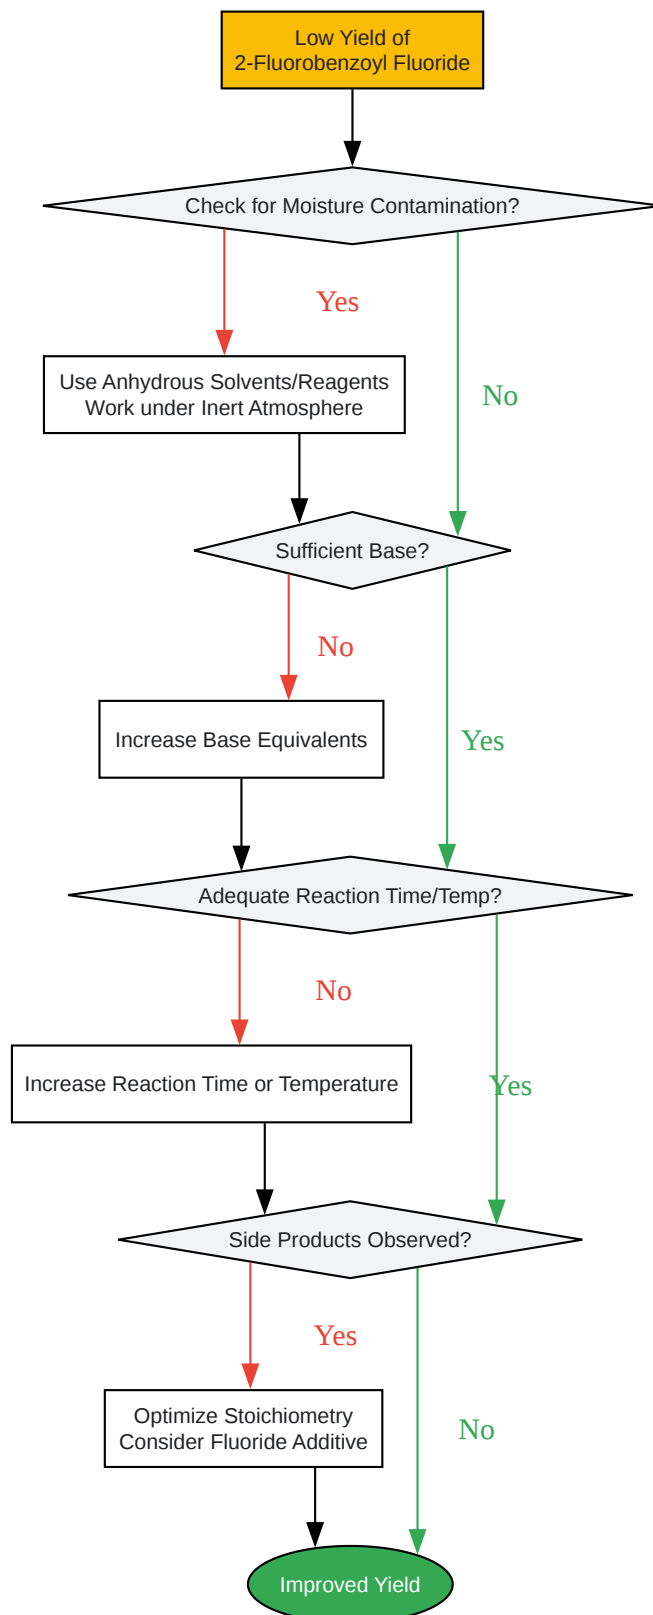 Low Yield of
2-Fluorobenzoyl Fluoride
Check for Moisture Contamination?
Yes
Use Anhydrous Solvents/Reagents
Work under Inert Atmosphere
No
Sufficient Base?
No
Increase Base Equivalents
Yes
Adequate Reaction Time/Temp?
No
Increase Reaction Time or Temperature
Yes
Side Products Observed?
Yes
Optimize Stoichiometry
Consider Fluoride Additive
No
Improved Yield